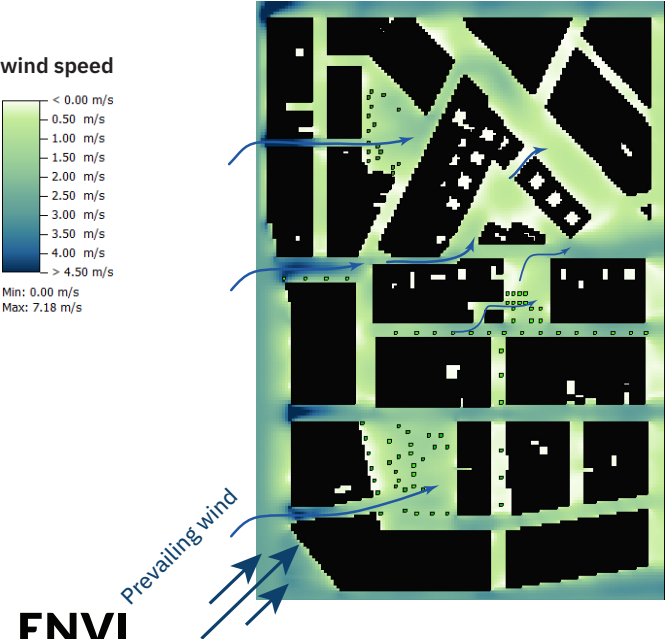 wind speed
< 0.00 m/s
0.50 m/s
1.00 m/s
1.50 m/s
2.00 m/s
2.50 m/s
3.00 m/s
3.50 m/s
4.00 m/s
> 4.50 m/s
Min: 0.00 m/s
Max: 7.18 m/s
Prevailing wind
ENVI